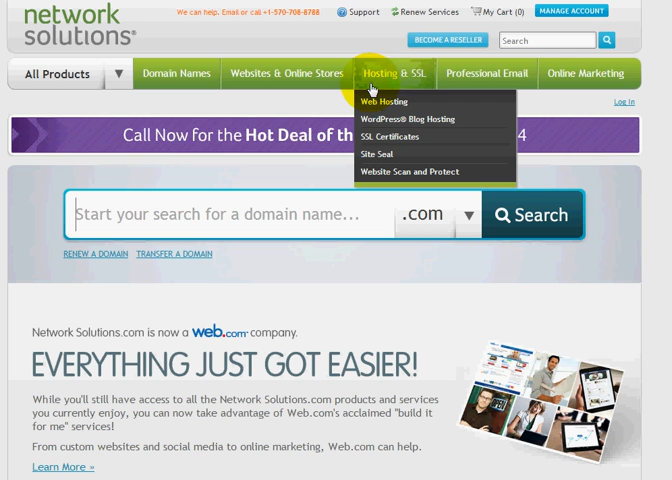 network
solutions®
We can help. Email or call +1-570-708-8788
Support
Renew Services
My Cart (0)
MANAGE ACCOUNT
BECOME A RESELLER
Search
All Products
Domain Names
Websites & Online Stores
Hosting & SSL
Professional Email
Online Marketing
Log In
Web Hosting
WordPress® Blog Hosting
SSL Certificates
Site Seal
Website Scan and Protect
Call Now for the Hot Deal of th 4
Start your search for a domain name...
.com
Search
RENEW A DOMAIN
TRANSFER A DOMAIN
Network Solutions.com is now a web.com company.
EVERYTHING JUST GOT EASIER!
While you'll still have access to all the Network Solutions.com products and services
you currently enjoy, you can now take advantage of Web.com's acclaimed "build it
for me" services!
From custom websites and social media to online marketing, Web.com can help.
Learn More »